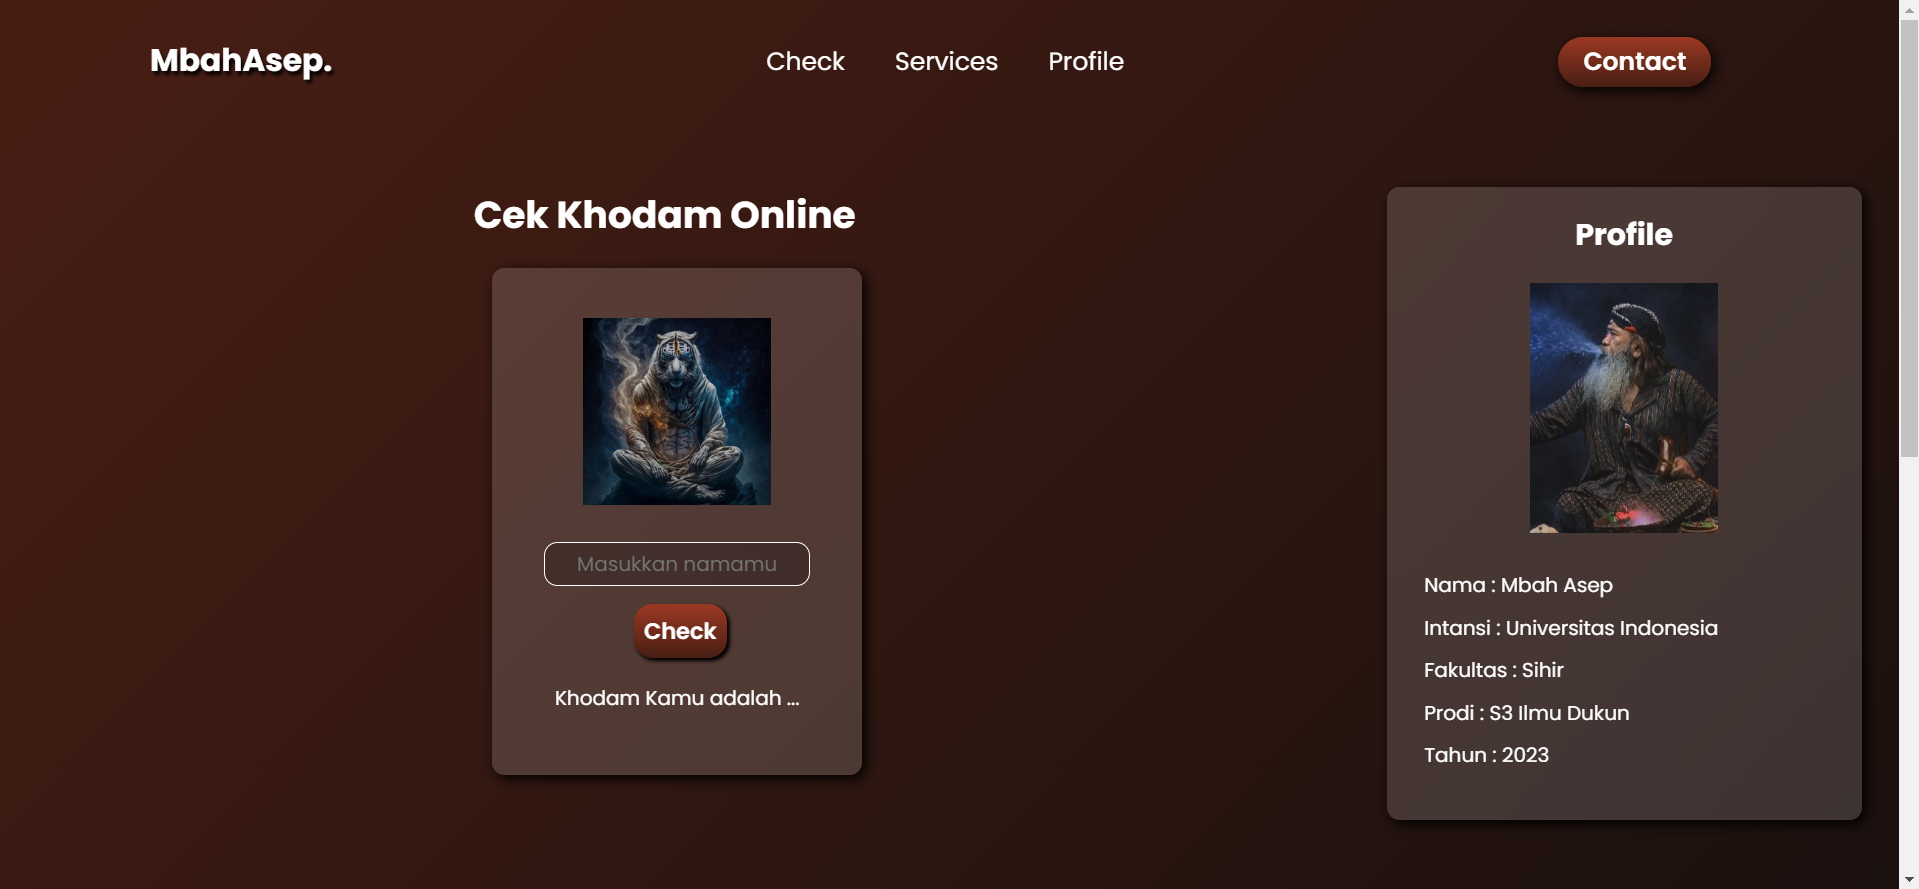 MbahAsep.
Check
Services
Profile
Contact
Cek Khodam Online
Masukkan namamu
Check
Khodam Kamu adalah ...
Profile
Nama : Mbah Asep
Intansi : Universitas Indonesia
Fakultas : Sihir
Prodi : S3 Ilmu Dukun
Tahun : 2023